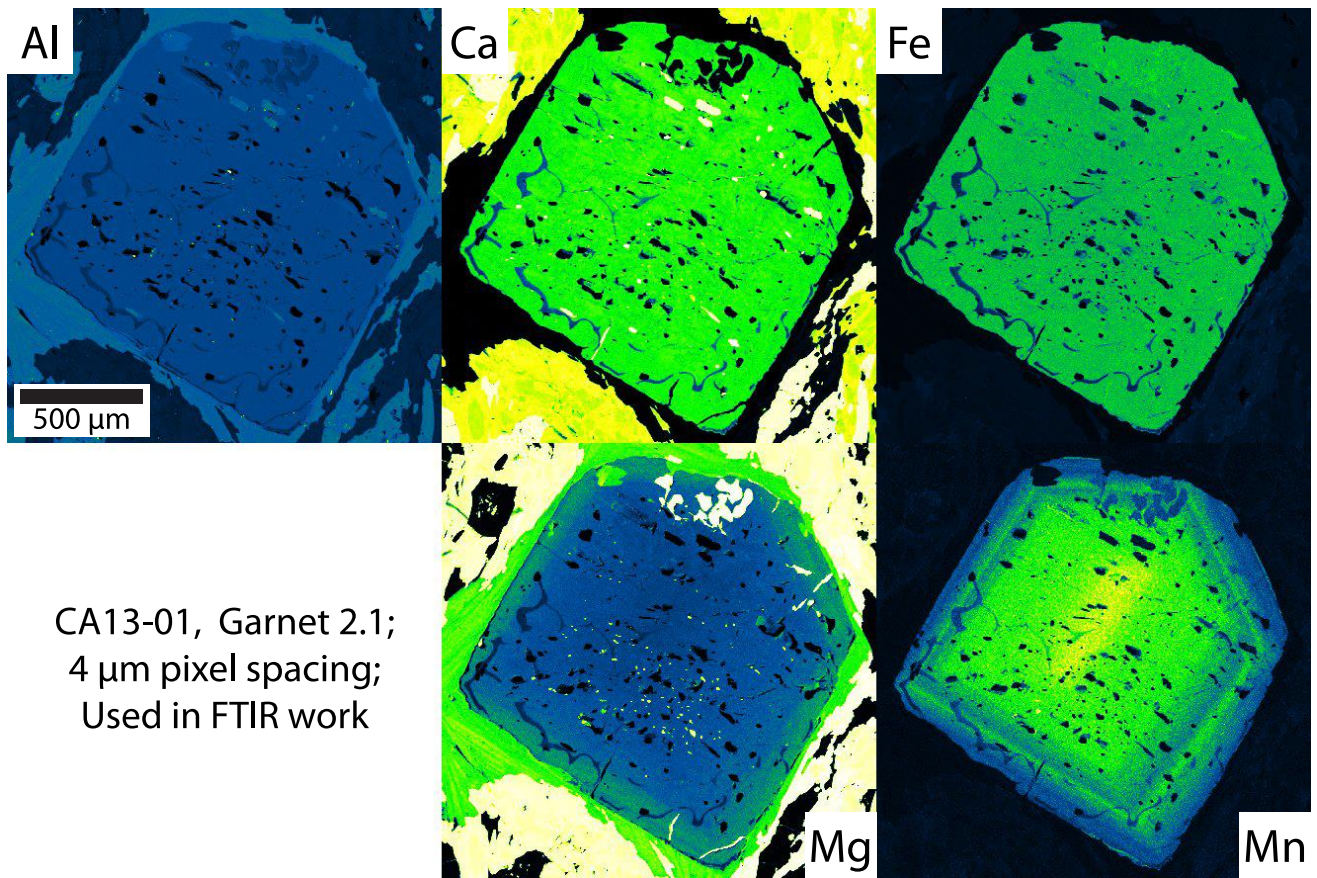 Al
Ca
Fe
500 µm
CA13-01, Garnet 2.1;
4 µm pixel spacing;
Used in FTIR work
Mg
Mn